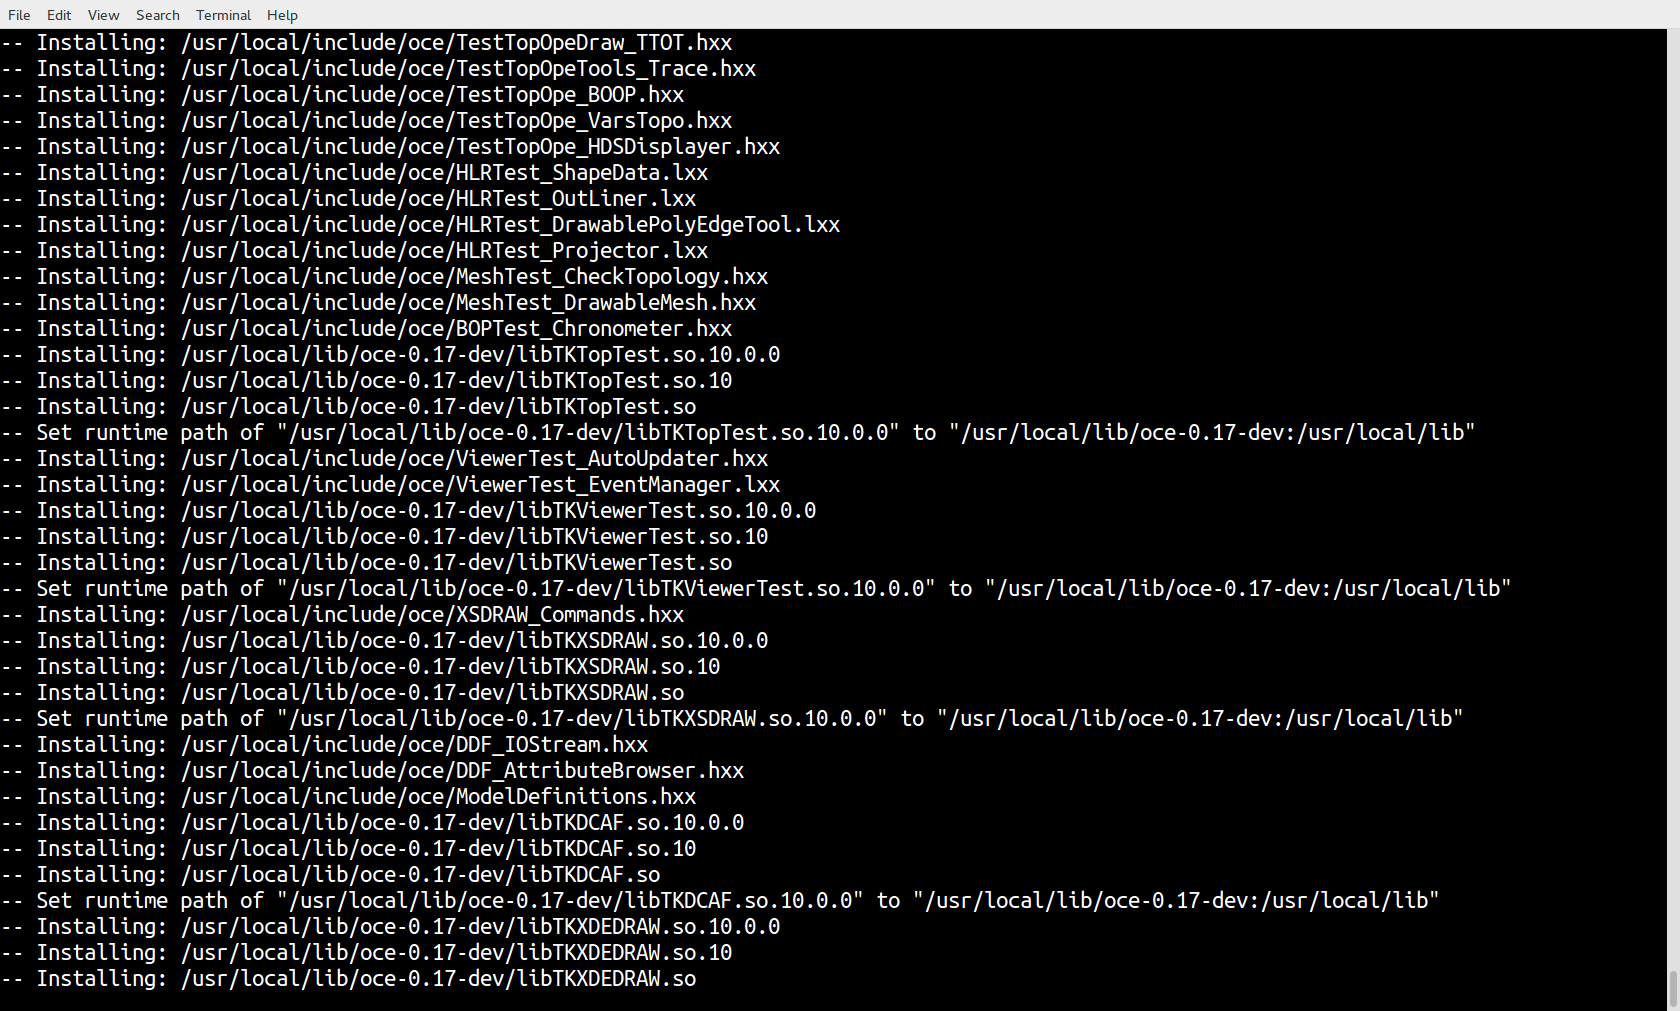 File Edit View Search Terminal Help
-- Installing: /usr/local/include/oce/TestTopOpeDraw_TTOT.hxx
-- Installing: /usr/local/include/oce/TestTopOpeTools_Trace.hxx
-- Installing: /usr/local/include/oce/TestTopOpe_BOOP.hxx
-- Installing: /usr/local/include/oce/TestTopOpe_VarsTopo.hxx
-- Installing: /usr/local/include/oce/TestTopOpe_HDSDisplayer.hxx
-- Installing: /usr/local/include/oce/HLRTest_ShapeData.lxx
-- Installing: /usr/local/include/oce/HLRTest_OutLiner.lxx
-- Installing: /usr/local/include/oce/HLRTest_DrawablePolyEdgeTool.lxx
-- Installing: /usr/local/include/oce/HLRTest_Projector.lxx
-- Installing: /usr/local/include/oce/MeshTest_CheckTopology.hxx
-- Installing: /usr/local/include/oce/MeshTest_DrawableMesh.hxx
-- Installing: /usr/local/include/oce/BOPTest_Chronometer.hxx
-- Installing: /usr/local/lib/oce-0.17-dev/libTKTopTest.so.10.0.0
-- Installing: /usr/local/lib/oce-0.17-dev/libTKTopTest.so.10
-- Installing: /usr/local/lib/oce-0.17-dev/libTKTopTest.so
-- Set runtime path of "/usr/local/lib/oce-0.17-dev/libTKTopTest.so.10.0.0" to "/usr/local/lib/oce-0.17-dev:/usr/local/lib"
-- Installing: /usr/local/include/oce/ViewerTest_AutoUpdater.hxx
-- Installing: /usr/local/include/oce/ViewerTest_EventManager.lxx
-- Installing: /usr/local/lib/oce-0.17-dev/libTKViewerTest.so.10.0.0
-- Installing: /usr/local/lib/oce-0.17-dev/libTKViewerTest.so.10
-- Installing: /usr/local/lib/oce-0.17-dev/libTKViewerTest.so
-- Set runtime path of "/usr/local/lib/oce-0.17-dev/libTKViewerTest.so.10.0.0" to "/usr/local/lib/oce-0.17-dev:/usr/local/lib"
-- Installing: /usr/local/include/oce/XSDRAW_Commands.hxx
-- Installing: /usr/local/lib/oce-0.17-dev/libTKXSDRAW.so.10.0.0
-- Installing: /usr/local/lib/oce-0.17-dev/libTKXSDRAW.so.10
-- Installing: /usr/local/lib/oce-0.17-dev/libTKXSDRAW.so
-- Set runtime path of "/usr/local/lib/oce-0.17-dev/libTKXSDRAW.so.10.0.0" to "/usr/local/lib/oce-0.17-dev:/usr/local/lib"
-- Installing: /usr/local/include/oce/DDF_IOStream.hxx
-- Installing: /usr/local/include/oce/DDF_AttributeBrowser.hxx
-- Installing: /usr/local/include/oce/ModelDefinitions.hxx
-- Installing: /usr/local/lib/oce-0.17-dev/libTKDCAF.so.10.0.0
-- Installing: /usr/local/lib/oce-0.17-dev/libTKDCAF.so.10
-- Installing: /usr/local/lib/oce-0.17-dev/libTKDCAF.so
-- Set runtime path of "/usr/local/lib/oce-0.17-dev/libTKDCAF.so.10.0.0" to "/usr/local/lib/oce-0.17-dev:/usr/local/lib"
-- Installing: /usr/local/lib/oce-0.17-dev/libTKXDEDRAW.so.10.0.0
-- Installing: /usr/local/lib/oce-0.17-dev/libTKXDEDRAW.so.10
-- Installing: /usr/local/lib/oce-0.17-dev/libTKXDEDRAW.so